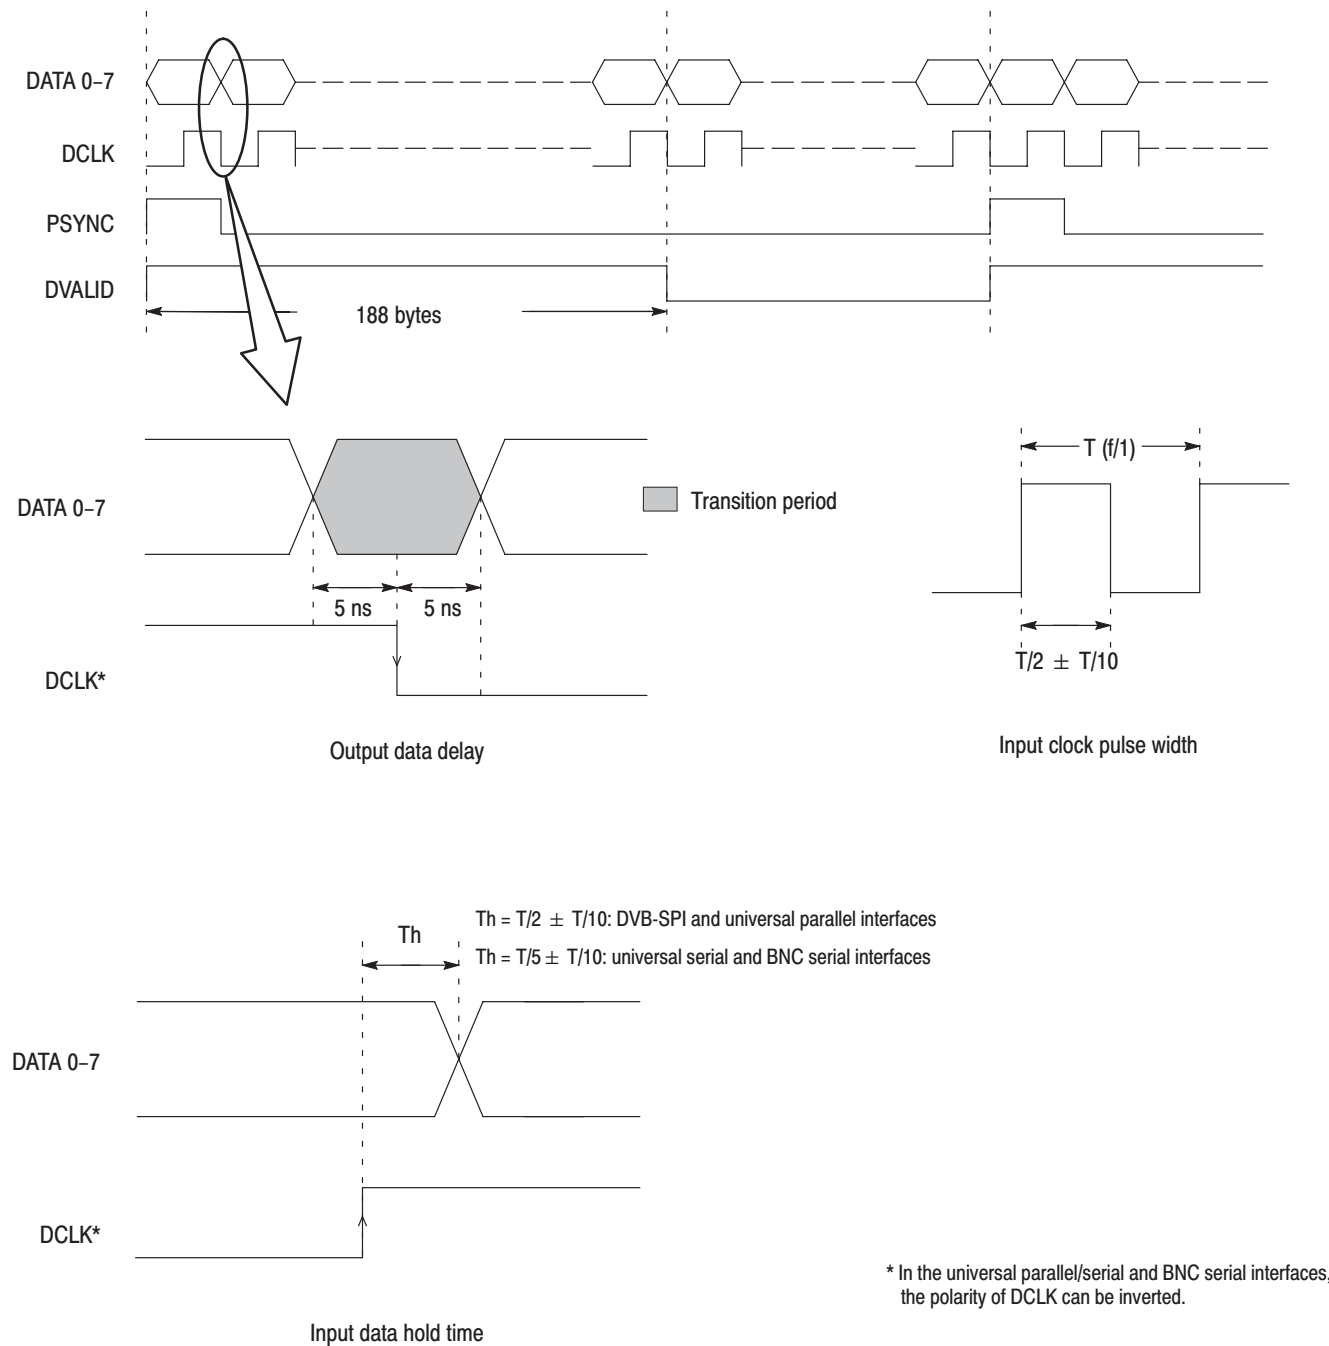 DATA 0–7
DCLK
PSYNC
DVALID
188 bytes
T (f/1)
DATA 0–7
Transition period
5 ns
5 ns
T/2 ± T/10
DCLK*
Output data delay
Input clock pulse width
Th = T/2 ± T/10: DVB-SPI and universal parallel interfaces
Th
Th = T/5 ± T/10: universal serial and BNC serial interfaces
DATA 0–7
DCLK*
* In the universal parallel/serial and BNC serial interfaces,
the polarity of DCLK can be inverted.
Input data hold time